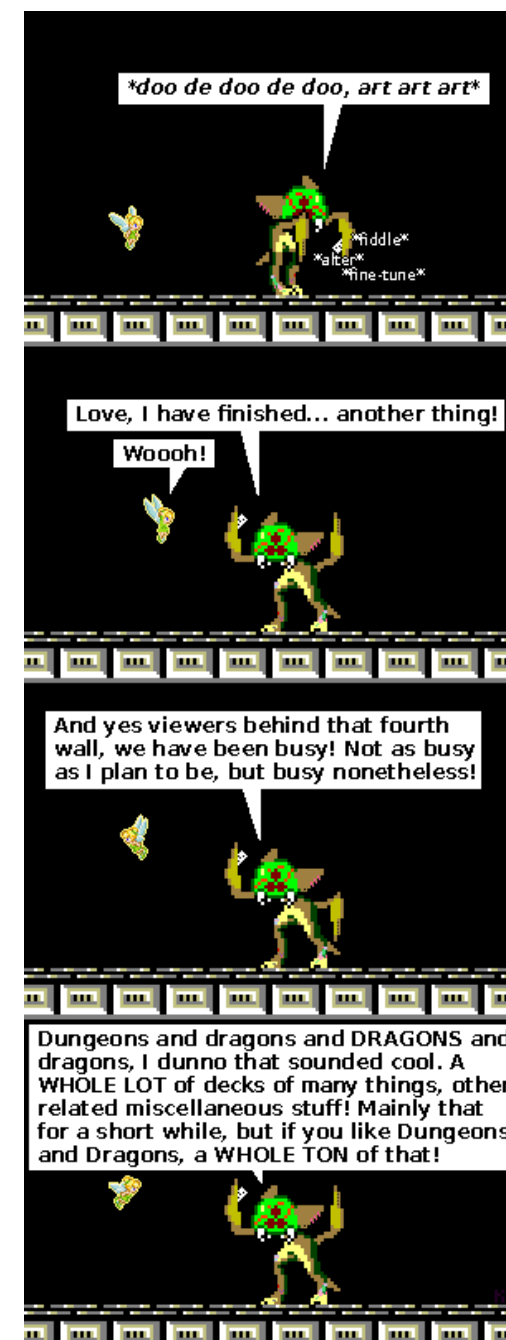 *doo de doo de doo, art art art*
*fiddle*
*alter*
*fine-tune*
Love, I have finished... another thing!
Woooh!
And yes viewers behind that fourth
wall, we have been busy! Not as busy
as I plan to be, but busy nonetheless!
Dungeons and dragons and DRAGONS and
dragons, I dunno that sounded cool. A
WHOLE LOT of decks of many things, other
related miscellaneous stuff! Mainly that
for a short while, but if you like Dungeons
and Dragons, a WHOLE TON of that!